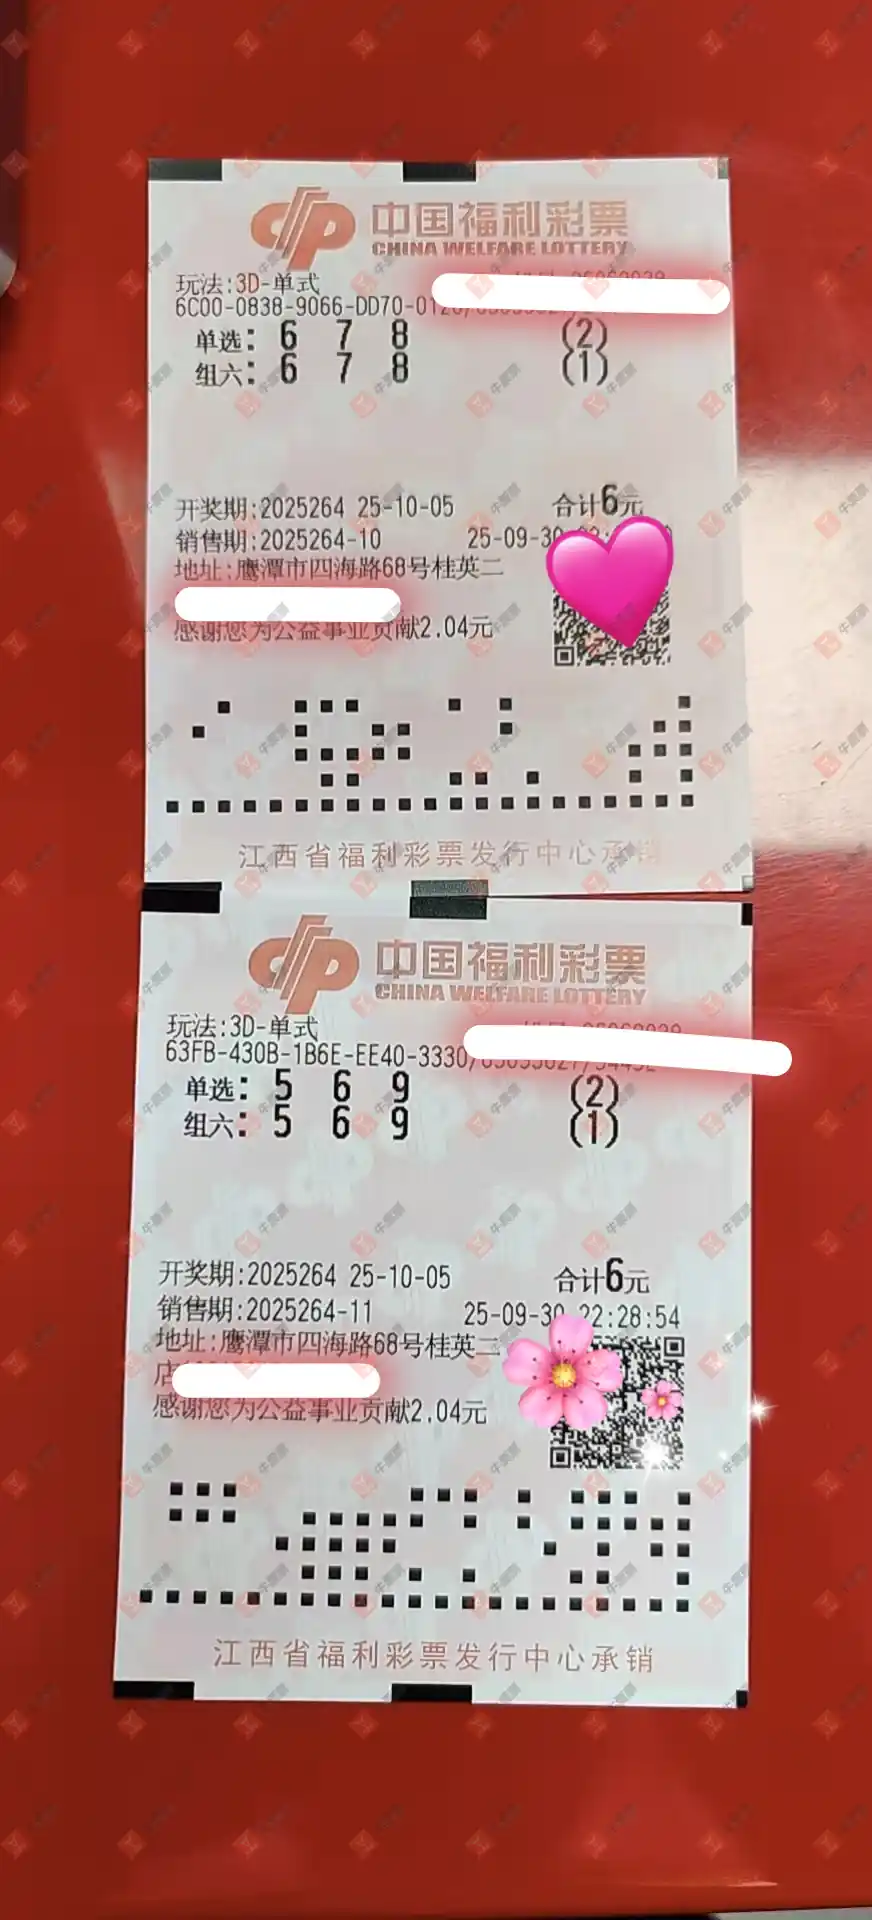 中国福利彩票
CHINA WELFARE LOTTERY
玩法:3D-单式
6C00-0838-9066-DD70-012
单选: 6 7 8 (2)
组六: 6 7 8 (1)
开奖期:2025264 25-10-05 合计6元
销售期:2025264-10 25-09-30
地址:鹰潭市四海路68号桂英二
感谢您为公益事业贡献2.04元
江西省福利彩票发行中心承销
中国福利彩票
CHINA WELFARE LOTTERY
玩法:3D-单式
63FB-430B-1B6E-EE40-3330/
单选: 5 6 9 (2)
组六: 5 6 9 (1)
开奖期:2025264 25-10-05 合计6元
销售期:2025264-11 25-09-30 22:28:54
地址:鹰潭市四海路68号桂英二
店
感谢您为公益事业贡献2.04元
江西省福利彩票发行中心承销